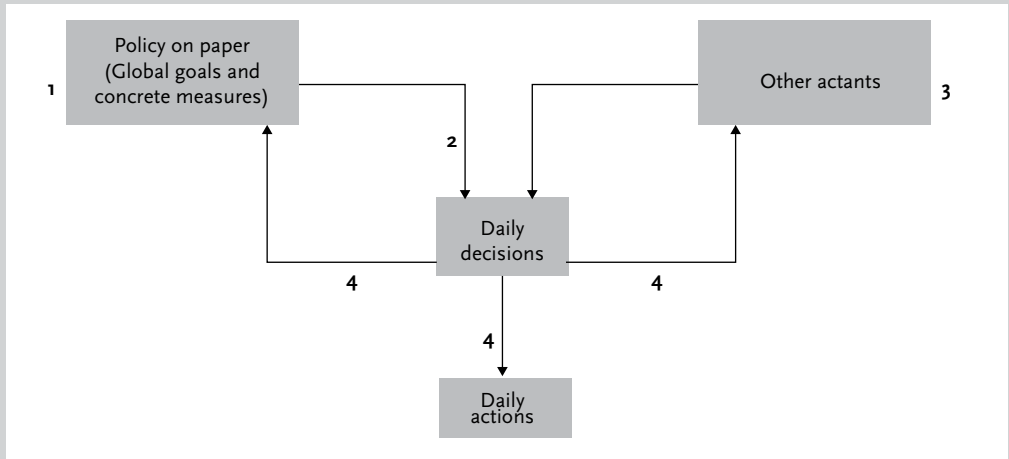 Policy on paper
(Global goals and
concrete measures)
1
Other actants
3
2
Daily
decisions
4
4
4
Daily
actions